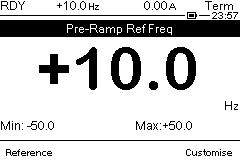 RDY +10.0Hz 0.00A Term
23:57
Pre-Ramp Ref Freq
+10.0
Hz
Min:-50.0 Max:+50.0
Reference Customise